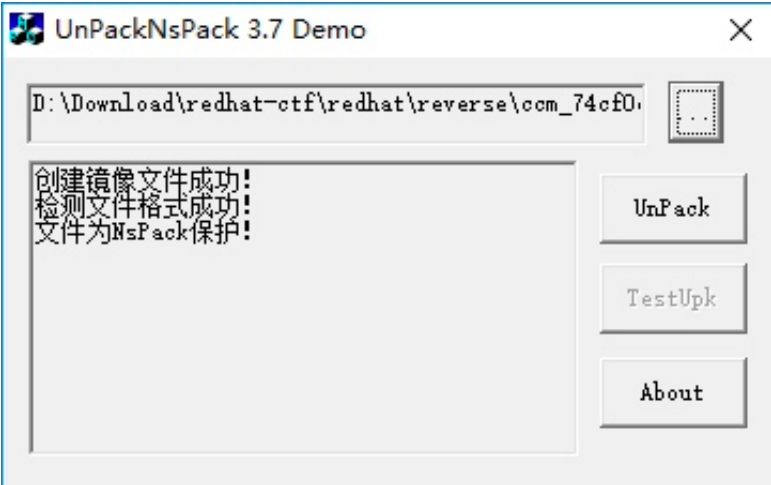 UnPackNsPack 3.7 Demo
D:\Download\redhat-ctf\redhat\reverse\ccm_74cf0
...
创建镜像文件成功!
检测文件格式成功!
文件为NsPack保护!
UnPack
TestUpk
About